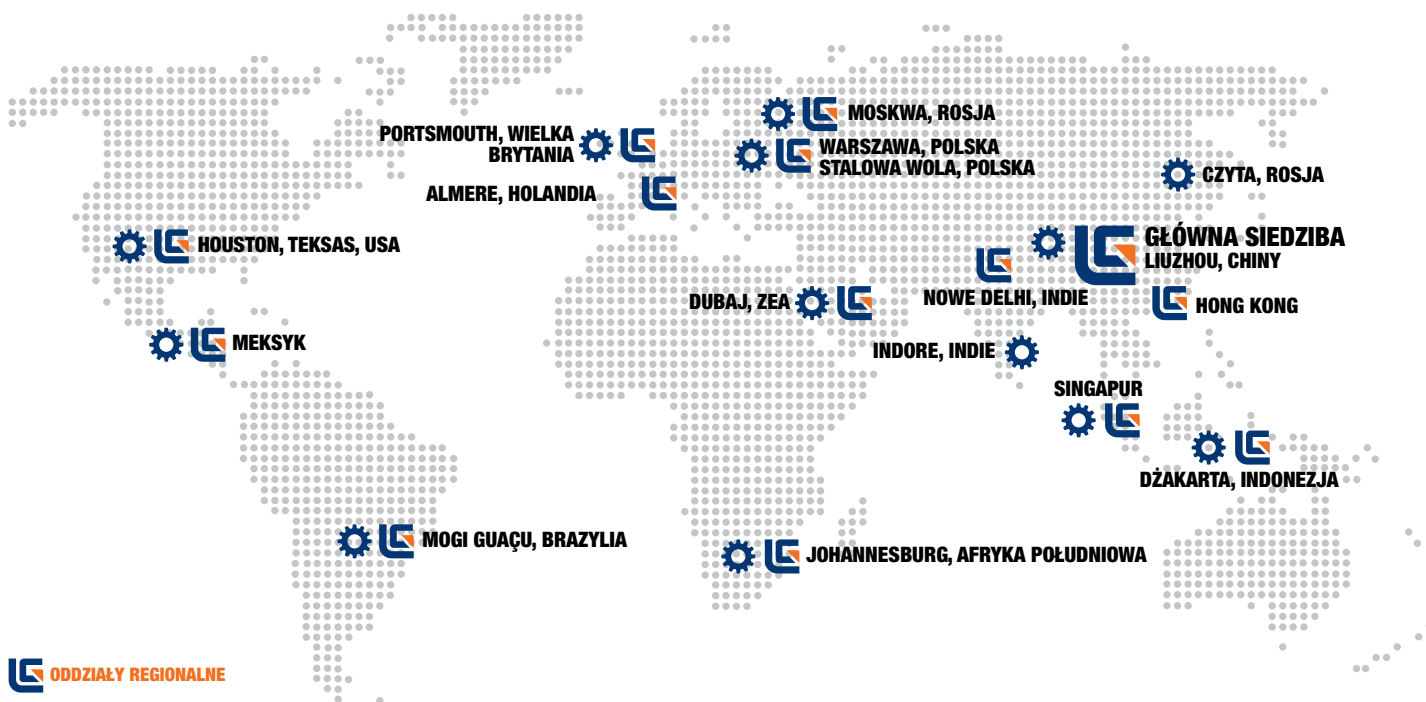 MOSKWA, ROSJA
PORTSMOUTH, WIELKA
BRYTANIA
WARSZAWA, POLSKA
STALOWA WOLA, POLSKA
CZYTA, ROSJA
ALMERE, HOLANDIA
HOUSTON, TEKSAS, USA
GŁÓWNA SIEDZIBA
LIUZHOU, CHINY
NOWE DELHI, INDIE
DUBAJ, ZEA
HONG KONG
MEKSYK
INDORE, INDIE
SINGAPUR
DŻAKARTA, INDONEZJA
MOGI GUAÇU, BRAZYLIA
JOHANNESBURG, AFRYKA POŁUDNIOWA
ODDZIAŁY REGIONALNE